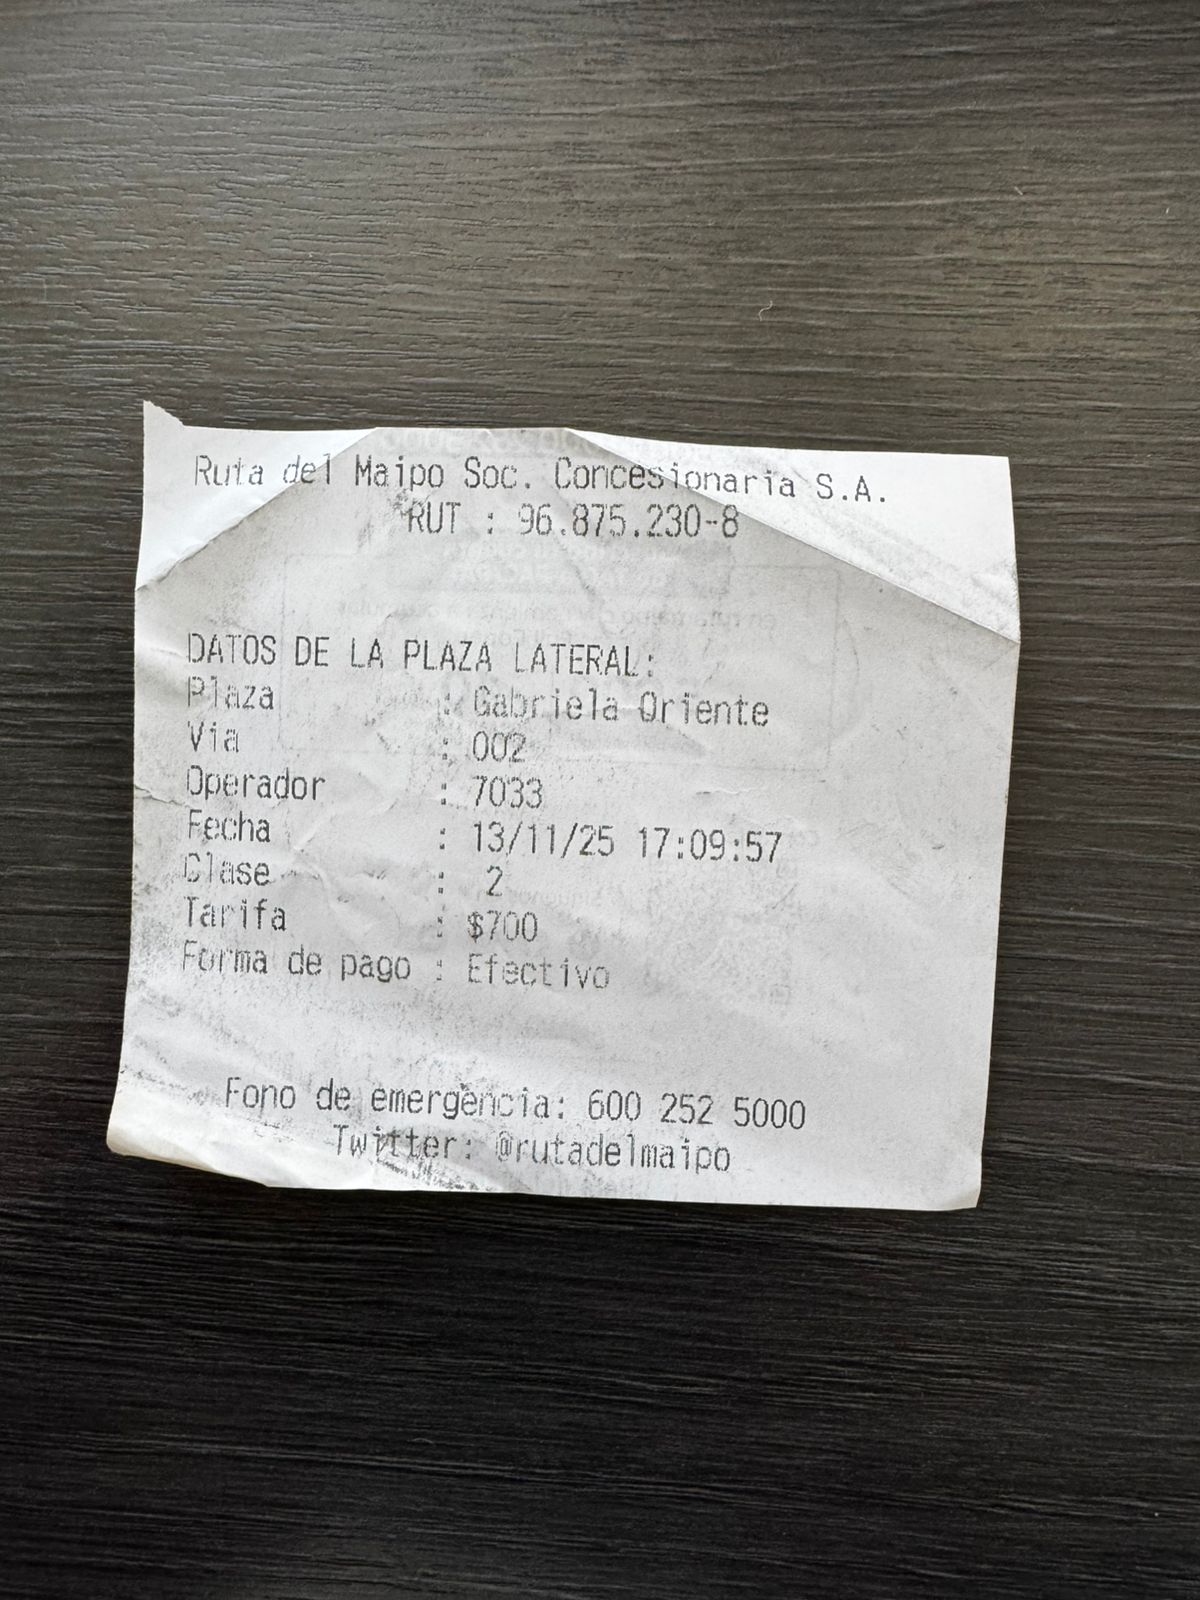 Ruta del Maipo Soc. Concesionaria S.A.
RUT : 96.875.230-8
DATOS DE LA PLAZA LATERAL:
Plaza : Gabriela Oriente
Via : 002
Operador : 7033
Fecha : 13/11/25 17:09:57
Clase : 2
Tarifa : $700
Forma de pago : Efectivo
Fono de emergencia: 600 252 5000
Twitter: @rutadelmaipo